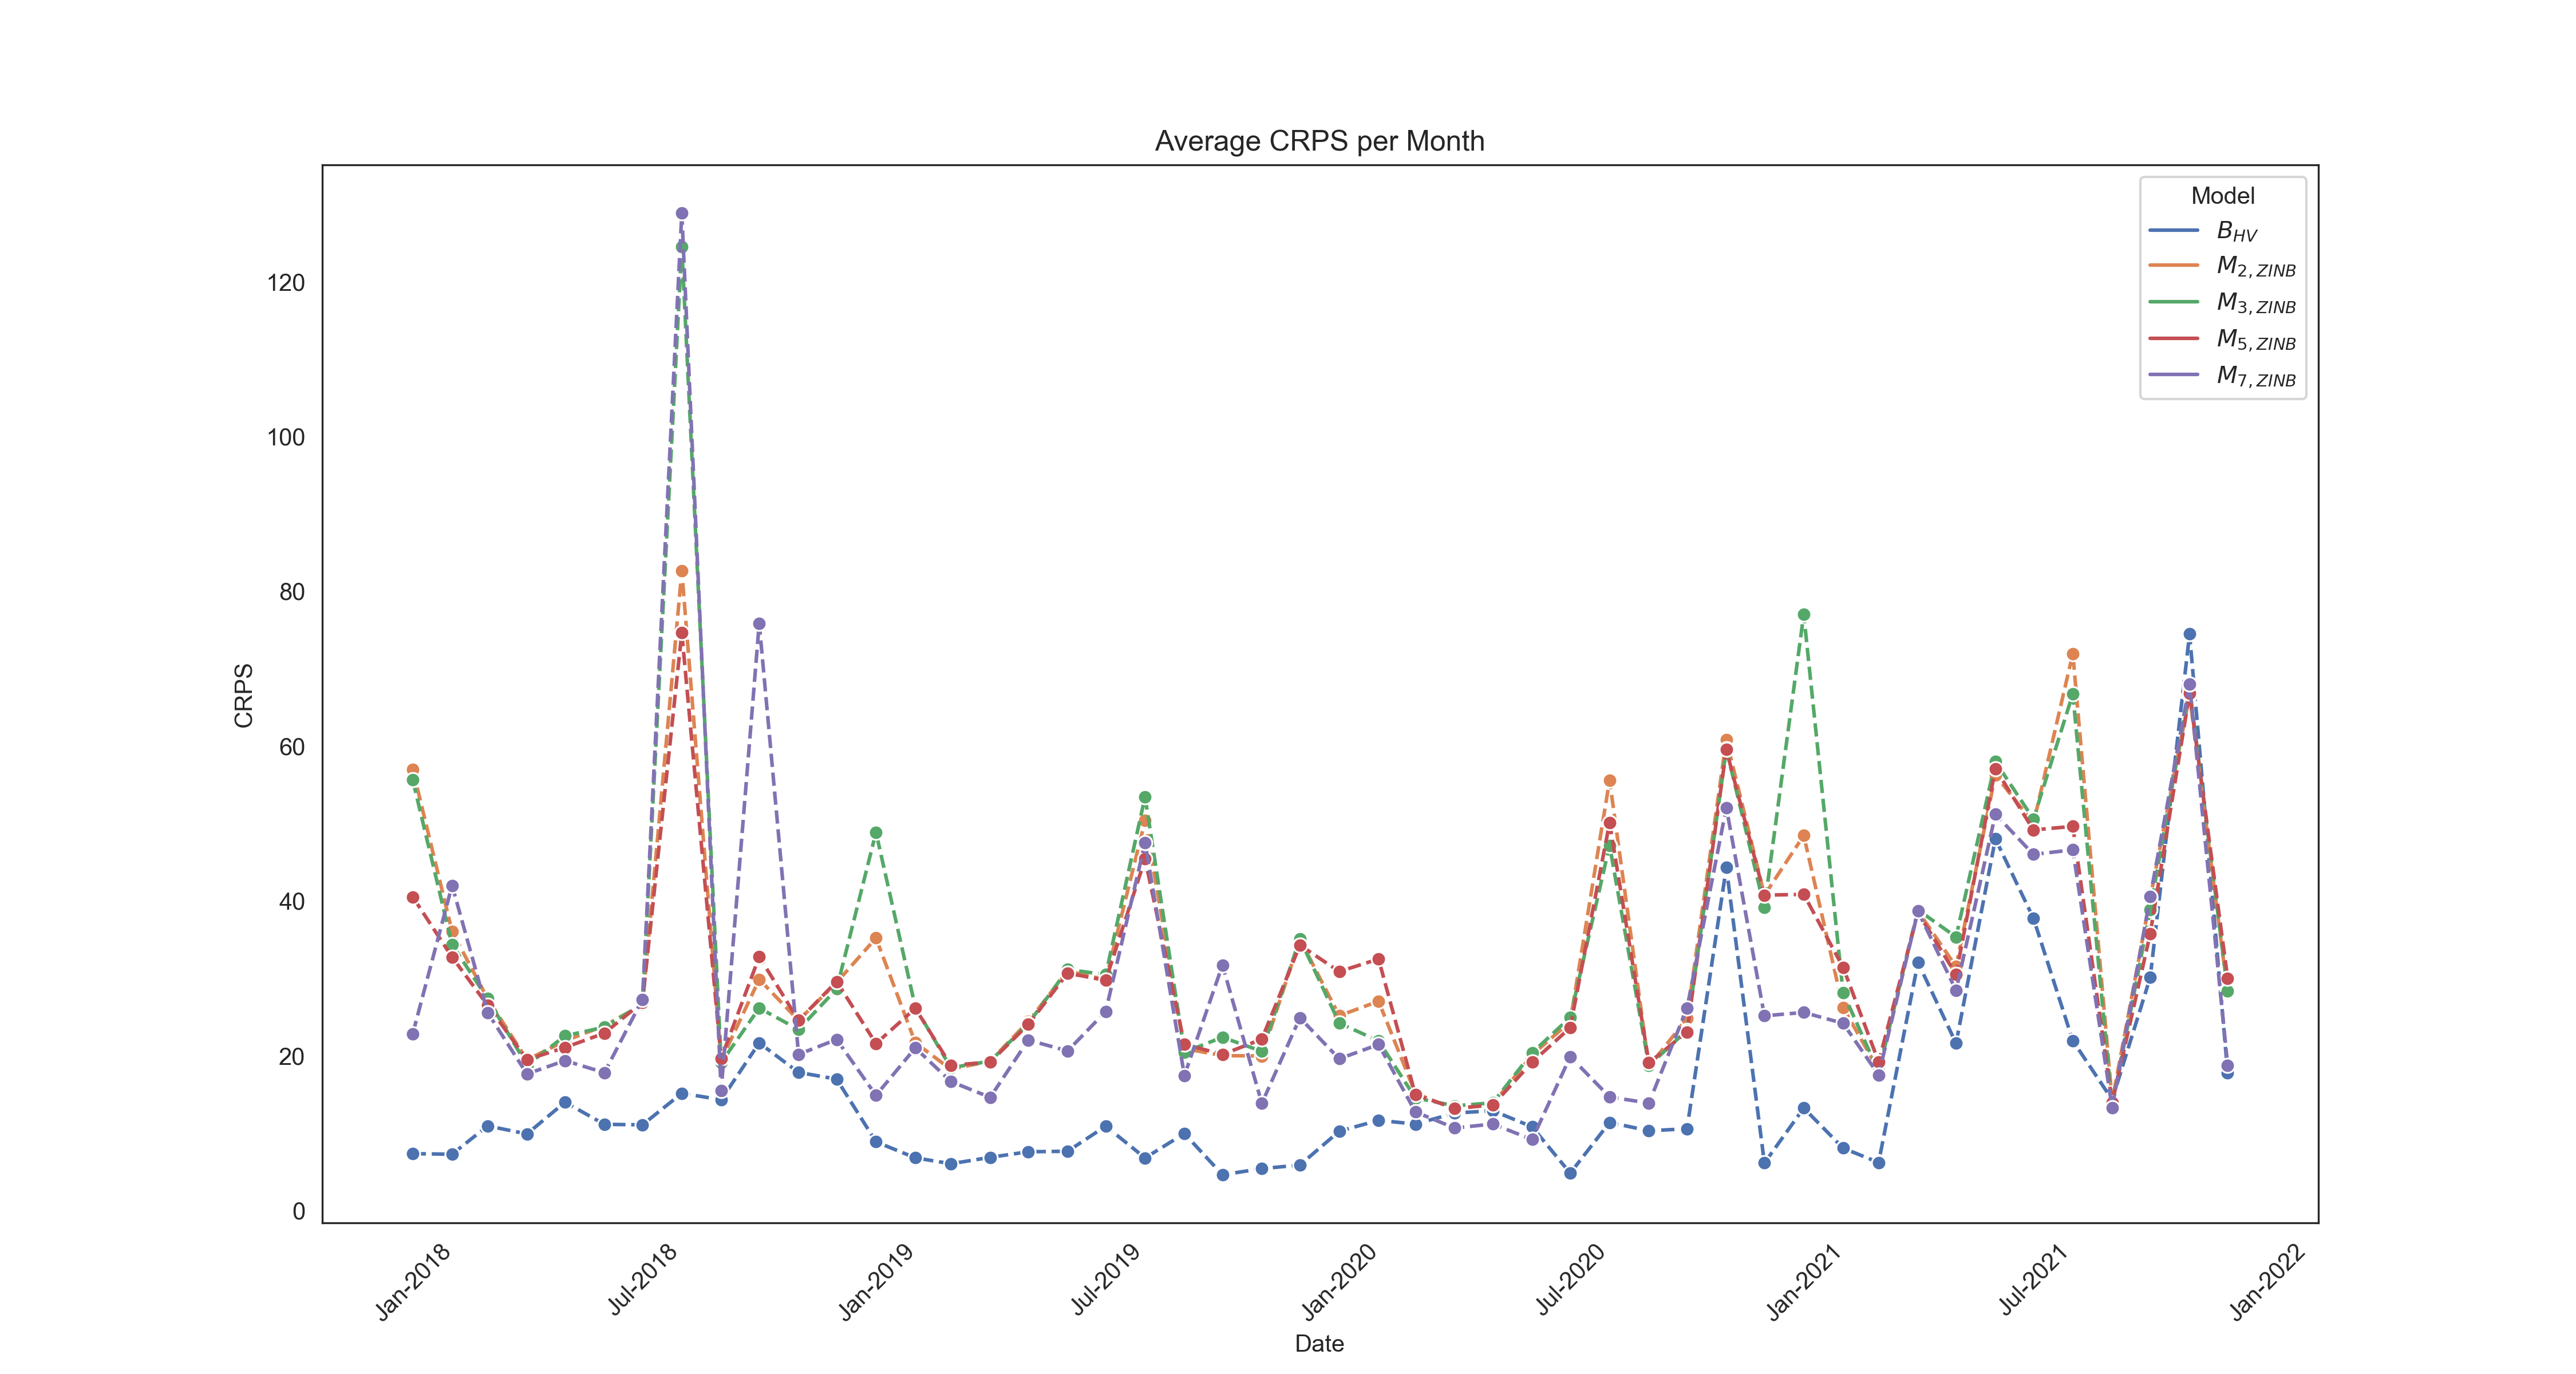 Average CRPS per Month
Model
B_HV
M_2,ZINB
M_3,ZINB
M_5,ZINB
M_7,ZINB
120
100
80
60
40
20
0
CRPS
Jan-2018
Jul-2018
Jan-2019
Jul-2019
Jan-2020
Jul-2020
Jan-2021
Jul-2021
Jan-2022
Date